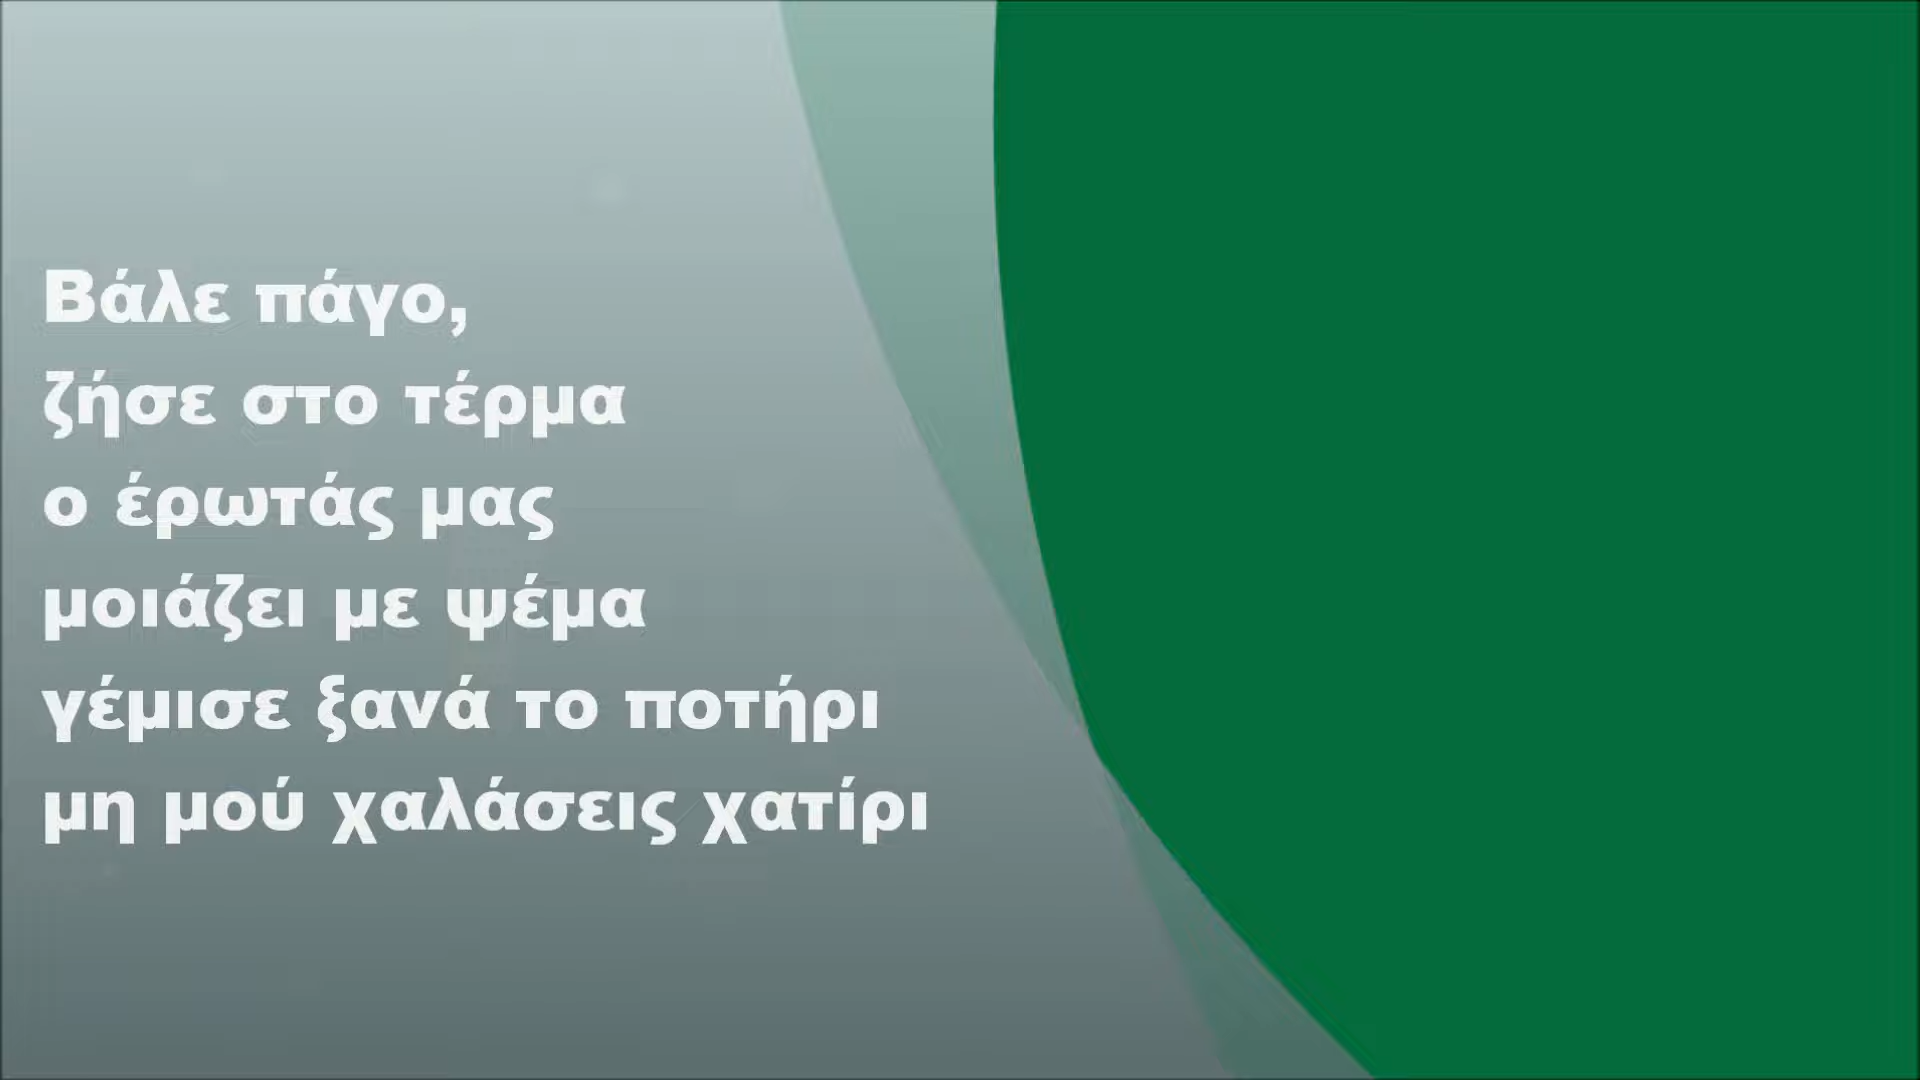 Βάλε πάγο,
ζήσε στο τέρμα
ο έρωτάς μας
μοιάζει με ψέμα
γέμισε ξανά το ποτήρι
μη μού χαλάσεις χατίρι